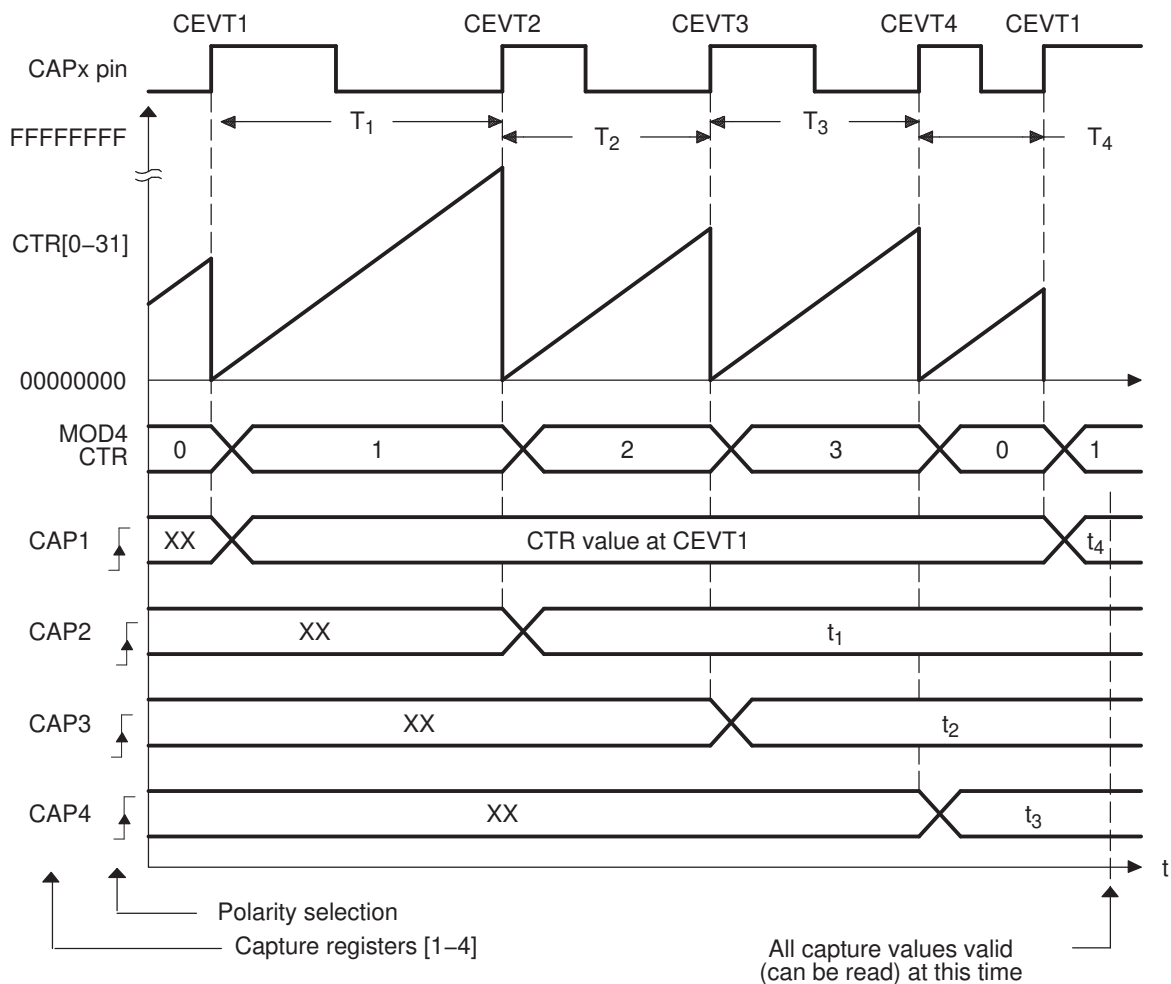 CEVT1 CEVT2 CEVT3 CEVT4 CEVT1
CAPx pin
T1 T2 T3 T4
FFFFFFFF
CTR[0–31]
00000000
MOD4
CTR
0 1 2 3 0 1
CAP1 XX CTR value at CEVT1 t4
CAP2 XX t1
CAP3 XX t2
CAP4 XX t3
t
Polarity selection
Capture registers [1–4]
All capture values valid
(can be read) at this time